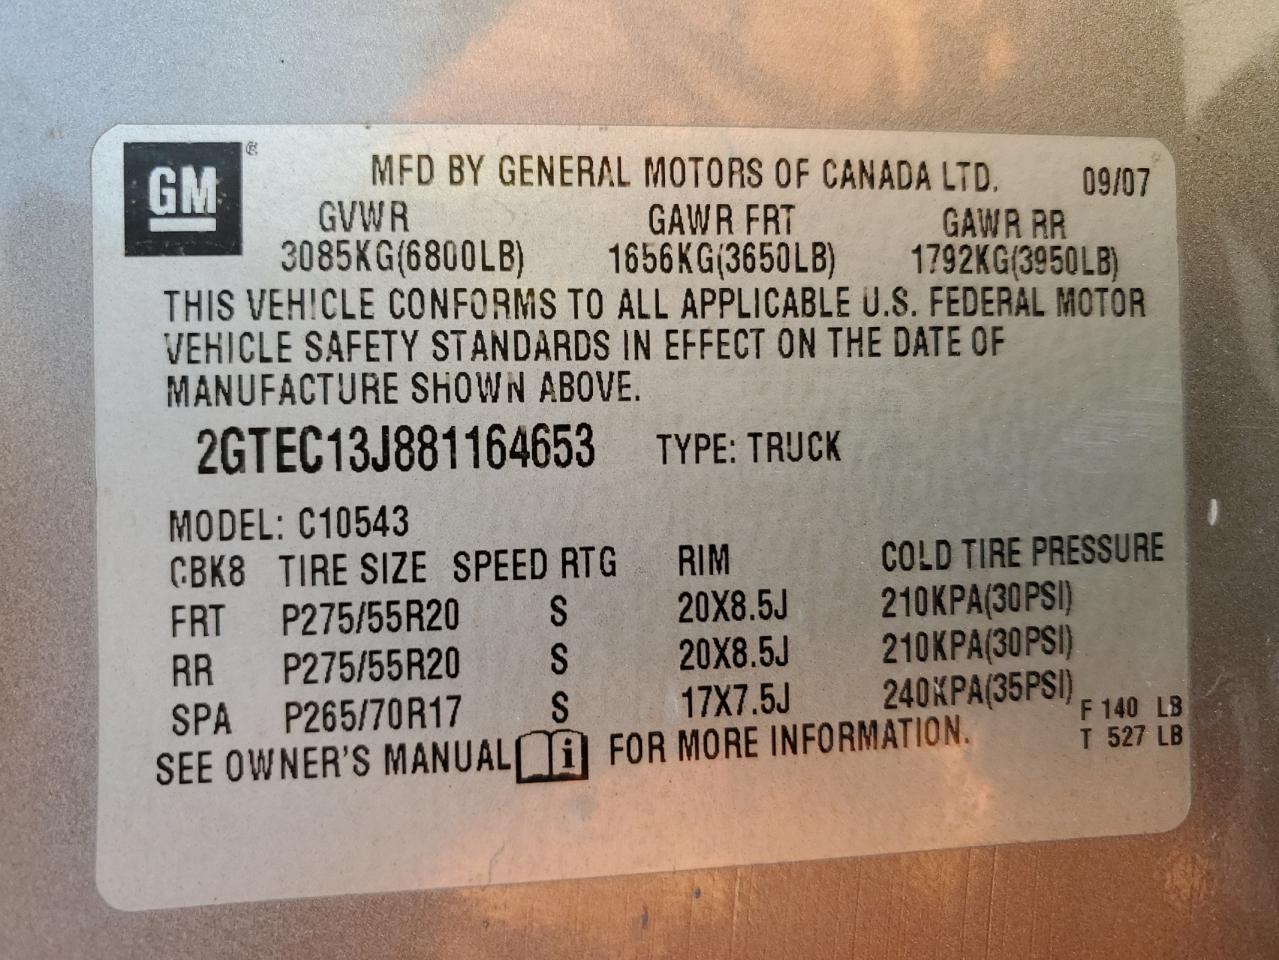 GM®
MFD BY GENERAL MOTORS OF CANADA LTD. 09/07
GVWR GAWR FRT GAWR RR
3085KG(6800LB) 1656KG(3650LB) 1792KG(3950LB)
THIS VEHICLE CONFORMS TO ALL APPLICABLE U.S. FEDERAL MOTOR
VEHICLE SAFETY STANDARDS IN EFFECT ON THE DATE OF
MANUFACTURE SHOWN ABOVE.
2GTEC13J881164653 TYPE: TRUCK
MODEL: C10543
CBK8 TIRE SIZE SPEED RTG RIM COLD TIRE PRESSURE
FRT P275/55R20 S 20X8.5J 210KPA(30PSI)
RR P275/55R20 S 20X8.5J 210KPA(30PSI)
SPA P265/70R17 S 17X7.5J 240KPA(35PSI)
F 140 LB
T 527 LB
SEE OWNER'S MANUAL i FOR MORE INFORMATION.